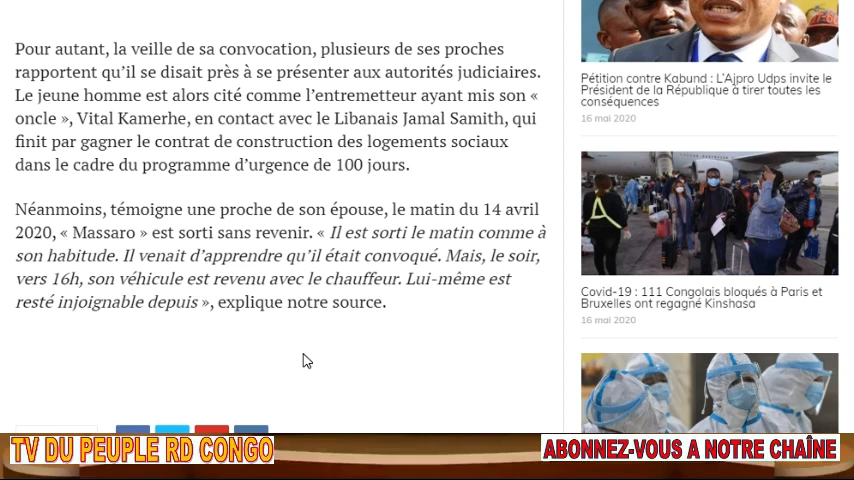 Pour autant, la veille de sa convocation, plusieurs de ses proches
rapportent qu'il se disait près à se présenter aux autorités judiciaires.
Le jeune homme est alors cité comme l'entremetteur ayant mis son «
oncle », Vital Kamerhe, en contact avec le Libanais Jamal Samith, qui
finit par gagner le contrat de construction des logements sociaux
dans le cadre du programme d'urgence de 100 jours.
Néanmoins, témoigne une proche de son épouse, le matin du 14 avril
2020, « Massaro » est sorti sans revenir. « Il est sorti le matin comme à
son habitude. Il venait d'apprendre qu'il était convoqué. Mais, le soir,
vers 16h, son véhicule est revenu avec le chauffeur. Lui-même est
resté injoignable depuis », explique notre source.
Pétition contre Kabund : L'Ajpro Udps invite le
Président de la République à tirer toutes les
conséquences
16 mai 2020
Covid-19 : 111 Congolais bloqués à Paris et
Bruxelles ont regagné Kinshasa
16 mai 2020
TV DU PEUPLE RD CONGO
ABONNEZ-VOUS A NOTRE CHAÎNE